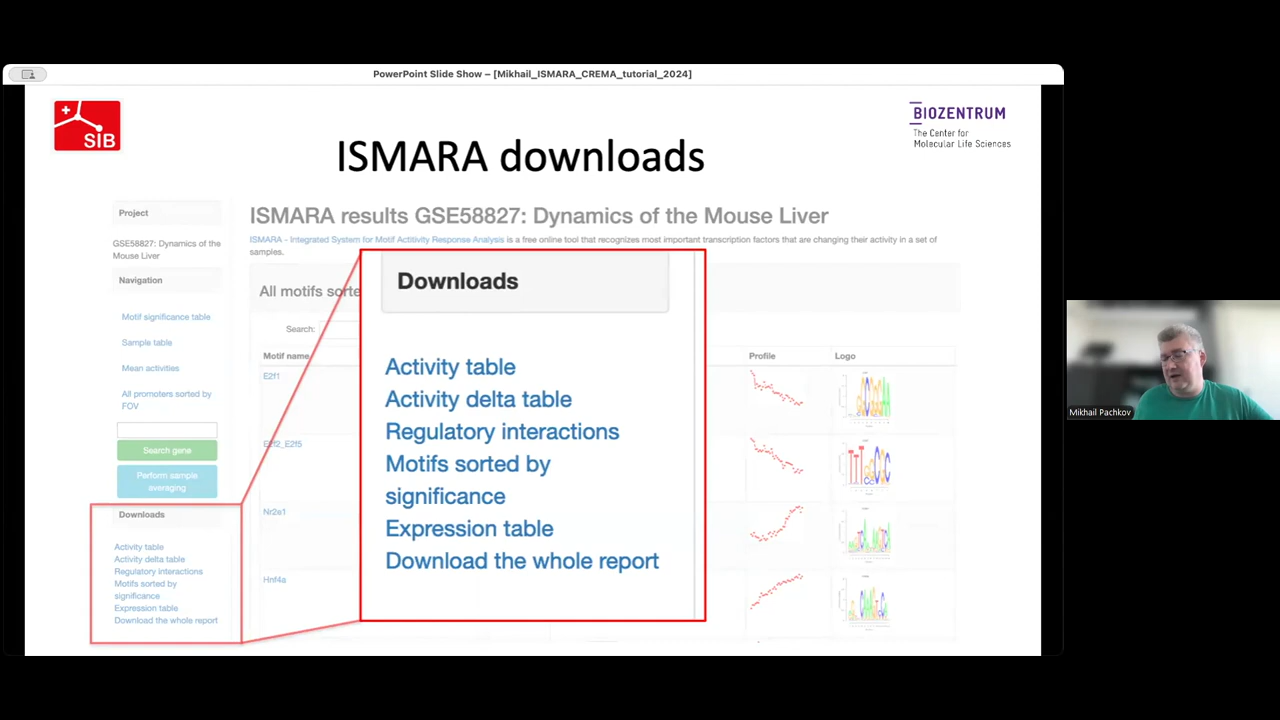 PowerPoint Slide Show – [Mikhail_ISMARA_CREMA_tutorial_2024]
SIB
BIOZENTRUM
The Center for
Molecular Life Sciences
ISMARA downloads
Project
GSE58827: Dynamics of the
Mouse Liver
Navigation
Motif significance table
Sample table
Mean activities
All promoters sorted by
FOV
Search gene
Perform sample
averaging
Downloads
Activity table
Activity delta table
Regulatory interactions
Motifs sorted by
significance
Expression table
Download the whole report
ISMARA results GSE58827: Dynamics of the Mouse Liver
ISMARA - Integrated System for Motif Actitivity Response Analysis is a free online tool that recognizes most important transcription factors that are changing their activity in a set of
samples.
All motifs sorte
Search:
Motif name
Profile
Logo
E2f1
E2f2_E2f5
Nr2a1
Hnf4a
Downloads
Activity table
Activity delta table
Regulatory interactions
Motifs sorted by
significance
Expression table
Download the whole report
Mikhail Pachkov